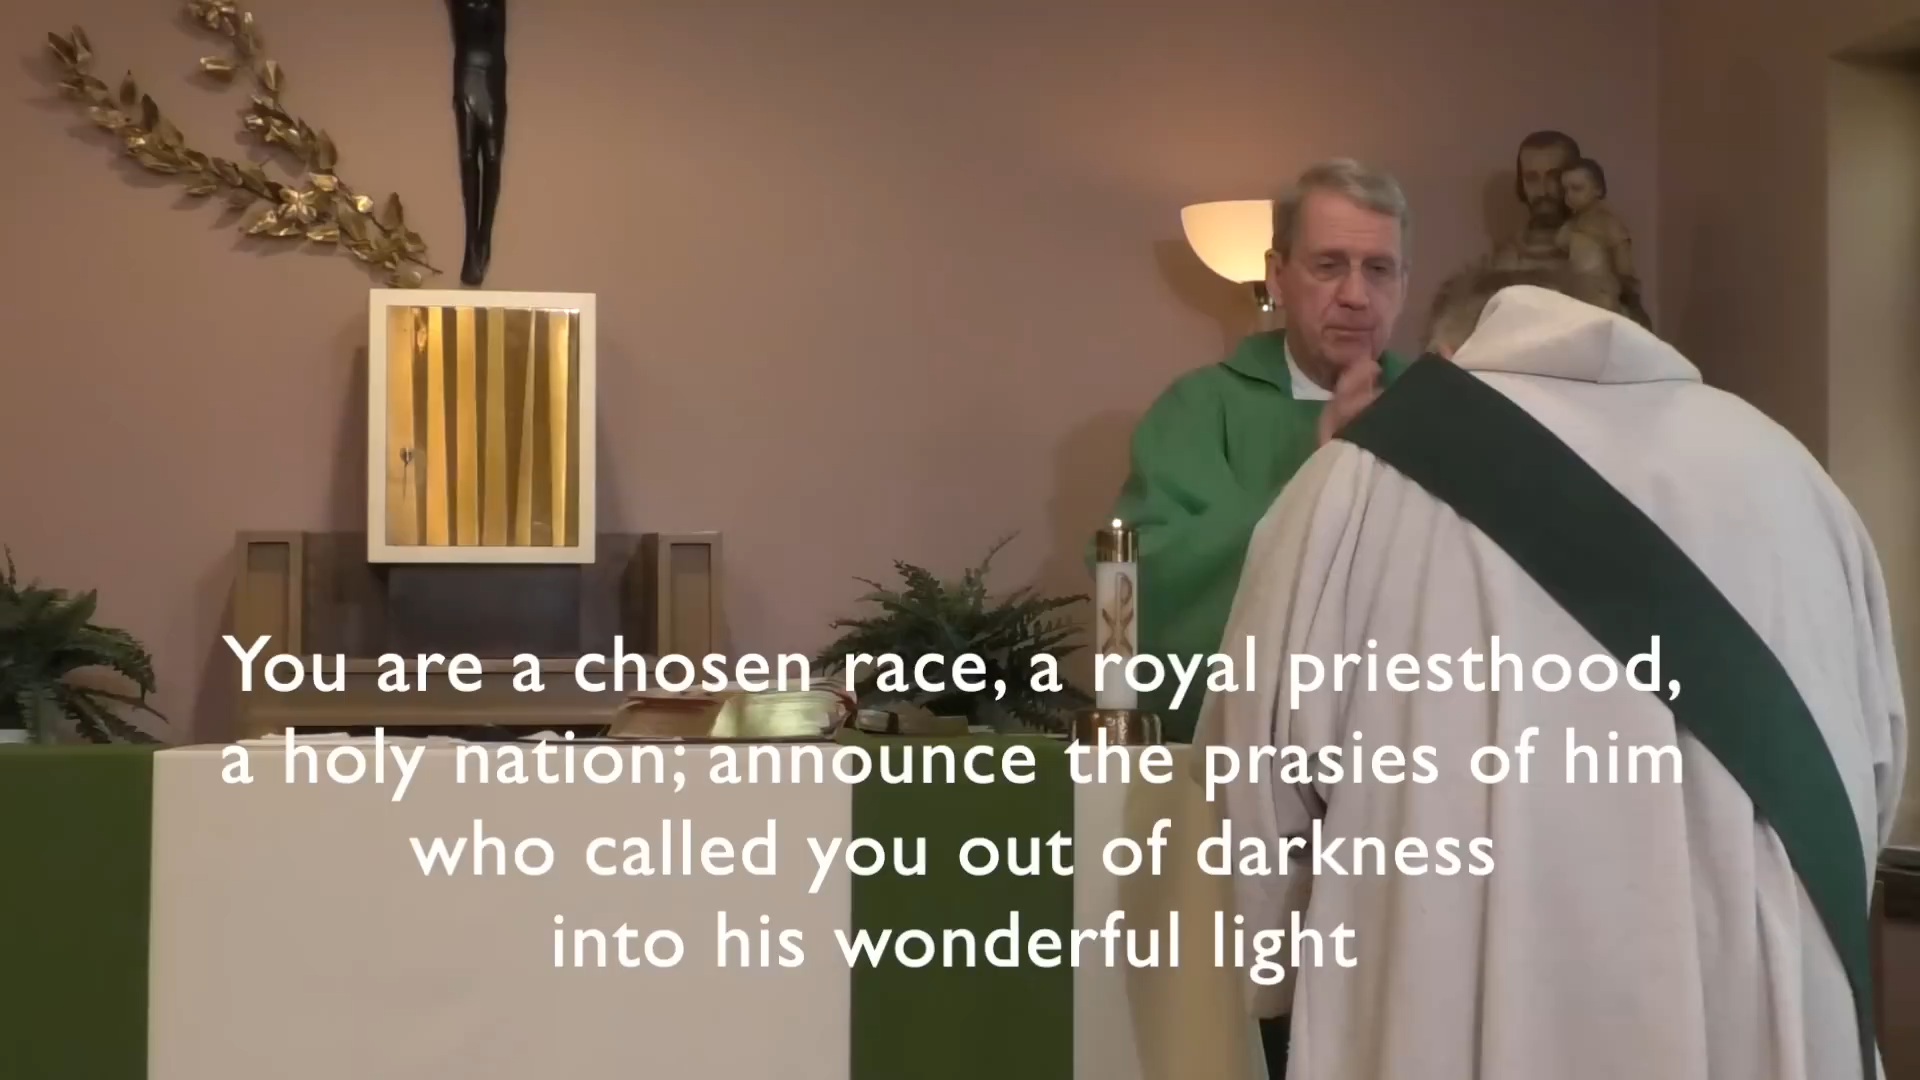 You are a chosen race, a royal priesthood,
a holy nation; announce the prasies of him
who called you out of darkness
into his wonderful light